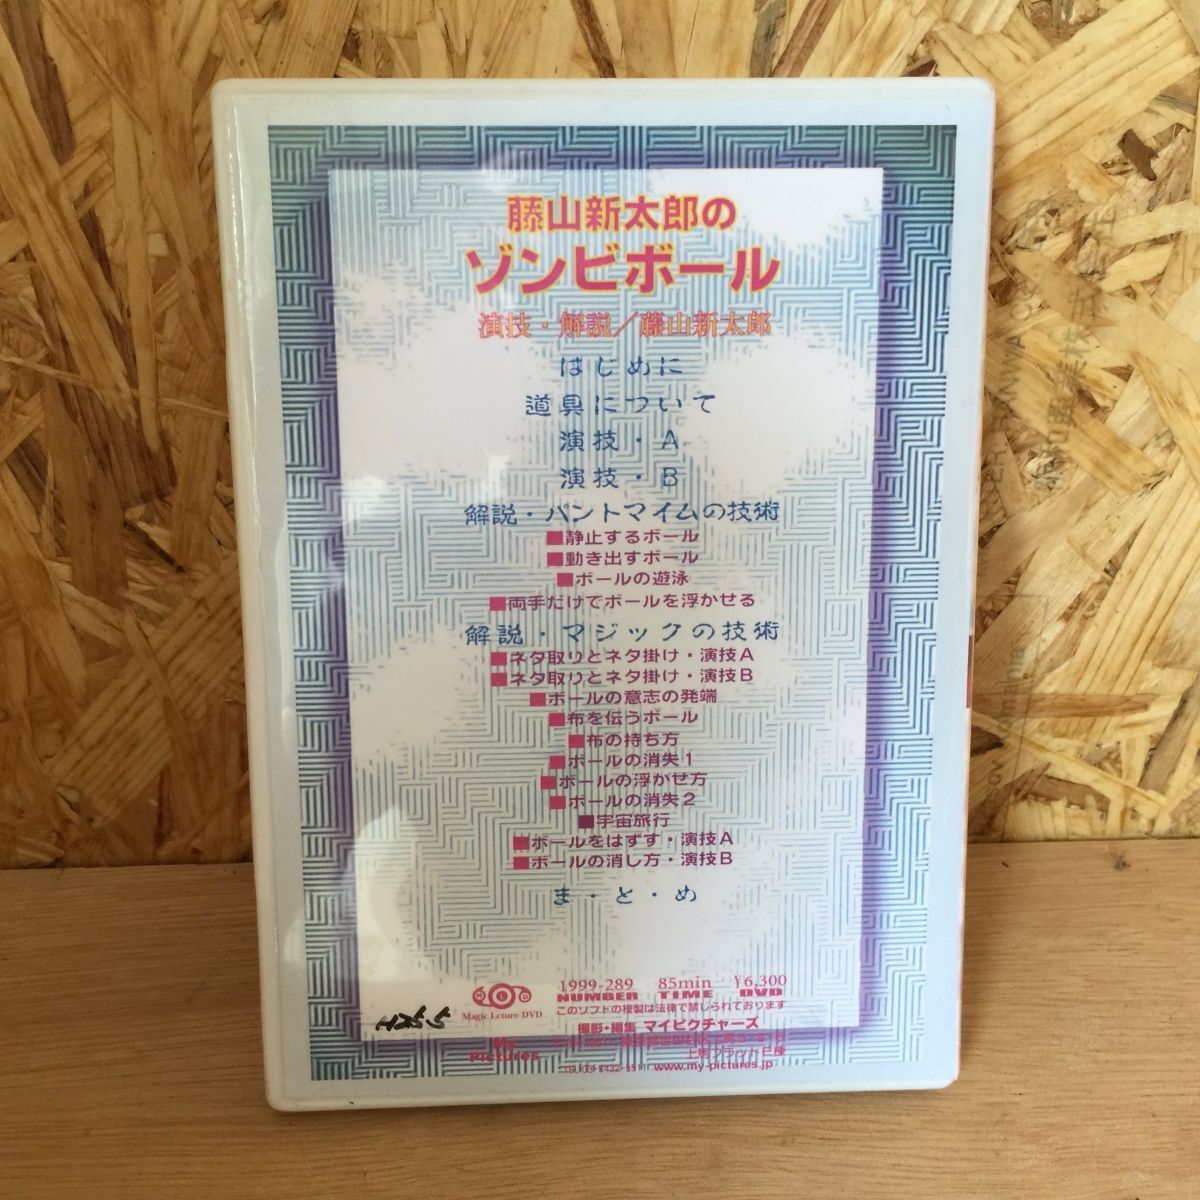 藤山新太郎の
ゾンビボール
演技・解説／藤山新太郎
はじめに
道具について
演技・A
演技・B
解説・パントマイムの技術
■静止するボール
■動き出すボール
■ボールの遊泳
■両手だけでボールを浮かせる
解説・マジックの技術
■ネタ取りとネタ掛け・演技A
■ネタ取りとネタ掛け・演技B
■ボールの意志の発端
■布を伝うボール
■布の持ち方
■ボールの消失1
■ボールの浮かせ方
■ボールの消失2
■宇宙旅行
■ボールをはずす・演技A
■ボールの消し方・演技B
ま・と・め
1999-289 85min ¥6,300
NUMBER TIME DVD
Magic Lcture DVD
このソフトの複製は法律で禁じられております
撮影・編集 マイピクチャーズ
My
Pictures
上馬フラットE棟
www.my-pictures.jp